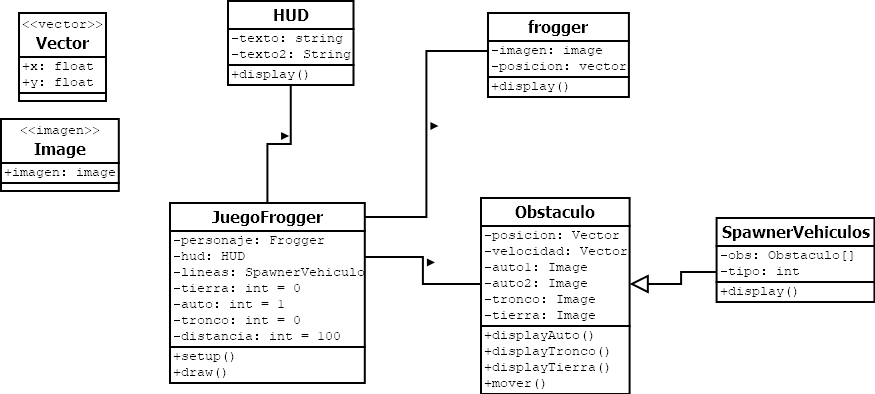 <<vector>>
Vector
+x: float
+y: float
<<imagen>>
Image
+imagen: image
HUD
-texto: string
-texto2: String
+display()
frogger
-imagen: image
-posicion: vector
+display()
JuegoFrogger
-personaje: Frogger
-hud: HUD
-lineas: SpawnerVehiculo
-tierra: int = 0
-auto: int = 1
-tronco: int = 0
-distancia: int = 100
+setup()
+draw()
Obstaculo
-posicion: Vector
-velocidad: Vector
-auto1: Image
-auto2: Image
-tronco: Image
-tierra: Image
+displayAuto()
+displayTronco()
+displayTierra()
+mover()
SpawnerVehiculos
-obs: Obstaculo[]
-tipo: int
+display()